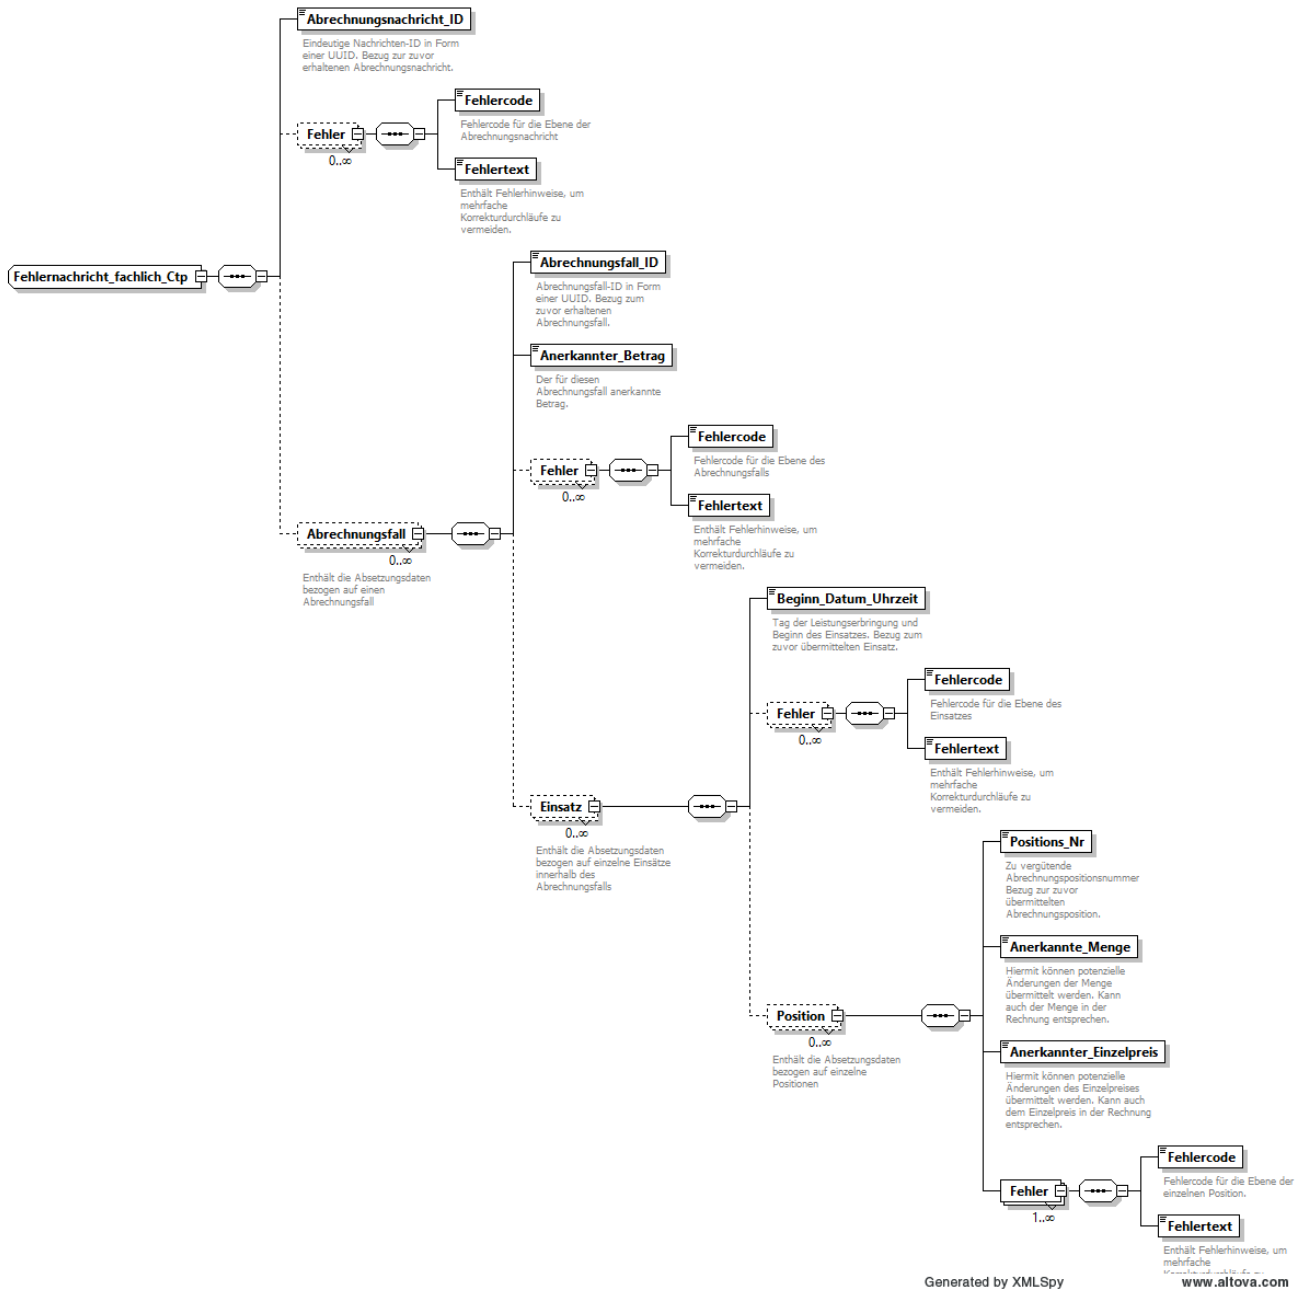 Abrechnungsnachricht_ID
Eindeutige Nachrichten-ID in Form
einer UUID. Bezug zur zuvor
erhaltenen Abrechnungsnachricht.
Fehler
0..∞
Fehlercode
Fehlercode für die Ebene der
Abrechnungsnachricht
Fehlertext
Enthält Fehlerhinweise, um
mehrfache
Korrekturdurchläufe zu
vermeiden.
Fehlernachricht_fachlich_Ctp
Abrechnungsfall
0..∞
Enthält die Absetzungsdaten
bezogen auf einen
Abrechnungsfall
Abrechnungsfall_ID
Abrechnungsfall-ID in Form
einer UUID. Bezug zum
zuvor erhaltenen
Abrechnungsfall.
Anerkannter_Betrag
Der für diesen
Abrechnungsfall anerkannte
Betrag.
Fehler
0..∞
Fehlercode
Fehlercode für die Ebene des
Abrechnungsfalls
Fehlertext
Enthält Fehlerhinweise, um
mehrfache
Korrekturdurchläufe zu
vermeiden.
Einsatz
0..∞
Enthält die Absetzungsdaten
bezogen auf einzelne Einsätze
innerhalb des
Abrechnungsfalls
Beginn_Datum_Uhrzeit
Tag der Leistungserbringung und
Beginn des Einsatzes. Bezug zum
zuvor übermittelten Einsatz.
Fehler
0..∞
Fehlercode
Fehlercode für die Ebene des
Einsatzes
Fehlertext
Enthält Fehlerhinweise, um
mehrfache
Korrekturdurchläufe zu
vermeiden.
Position
0..∞
Enthält die Absetzungsdaten
bezogen auf einzelne
Positionen
Positions_Nr
Zu vergütende
Abrechnungspositionsnummer
Bezug zur zuvor
übermittelten
Abrechnungsposition.
Anerkannte_Menge
Hiermit können potenzielle
Änderungen der Menge
übermittelt werden. Kann
auch der Menge in der
Rechnung entsprechen.
Anerkannter_Einzelpreis
Hiermit können potenzielle
Änderungen des Einzelpreises
übermittelt werden. Kann auch
dem Einzelpreis in der Rechnung
entsprechen.
Fehler
1..∞
Fehlercode
Fehlercode für die Ebene der
einzelnen Position.
Fehlertext
Enthält Fehlerhinweise, um
mehrfache
Generated by XMLSpy
www.altova.com